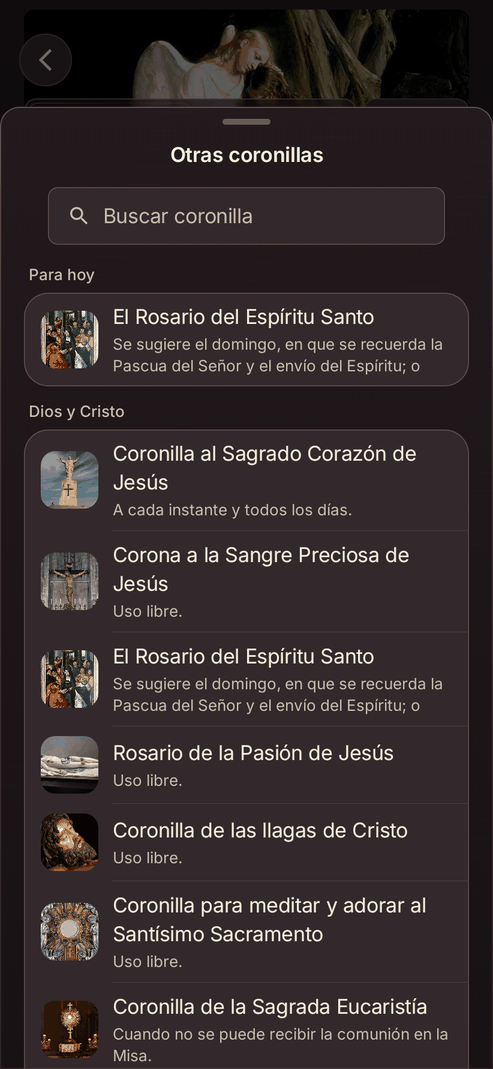 Otras coronillas
Buscar coronilla
Para hoy
El Rosario del Espíritu Santo
Se sugiere el domingo, en que se recuerda la
Pascua del Señor y el envío del Espíritu; o
Dios y Cristo
Coronilla al Sagrado Corazón de
Jesús
A cada instante y todos los días.
Corona a la Sangre Preciosa de
Jesús
Uso libre.
El Rosario del Espíritu Santo
Se sugiere el domingo, en que se recuerda la
Pascua del Señor y el envío del Espíritu; o
Rosario de la Pasión de Jesús
Uso libre.
Coronilla de las llagas de Cristo
Uso libre.
Coronilla para meditar y adorar al
Santísimo Sacramento
Uso libre.
Coronilla de la Sagrada Eucaristía
Cuando no se puede recibir la comunión en la
Misa.